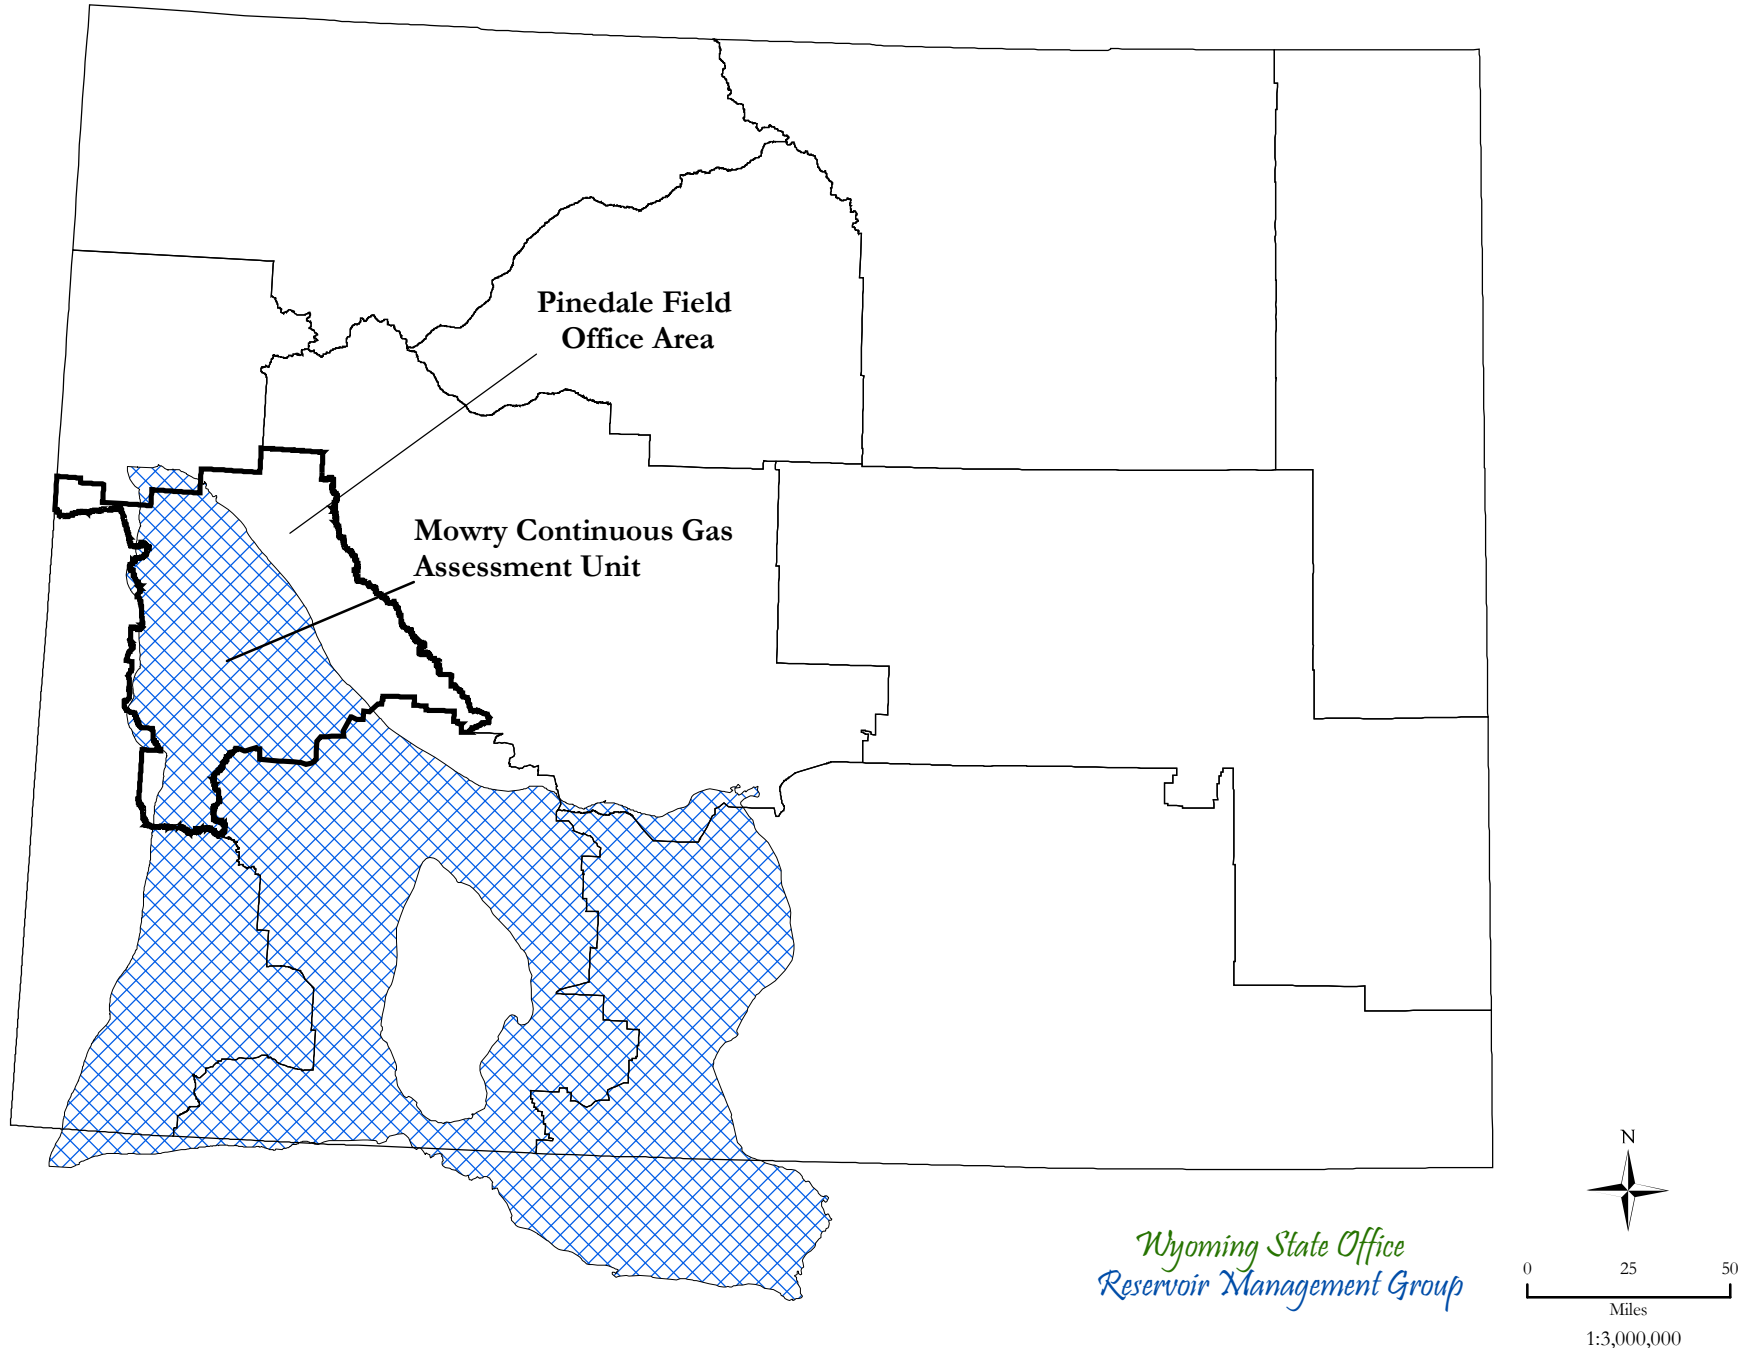 Pinedale Field
Office Area
Mowry Continuous Gas
Assessment Unit
N
Wyoming State Office
Reservoir Management Group
0 25 50
Miles
1:3,000,000